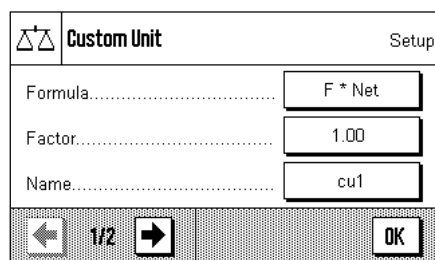 Custom Unit Setup
Formula.................................. F * Net
Factor..................................... 1.00
Name...................................... cu1
1/2 OK